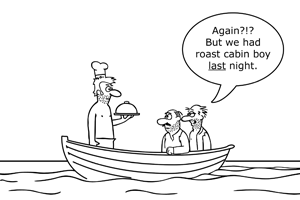 Again?!?
But we had
roast cabin boy
last night.